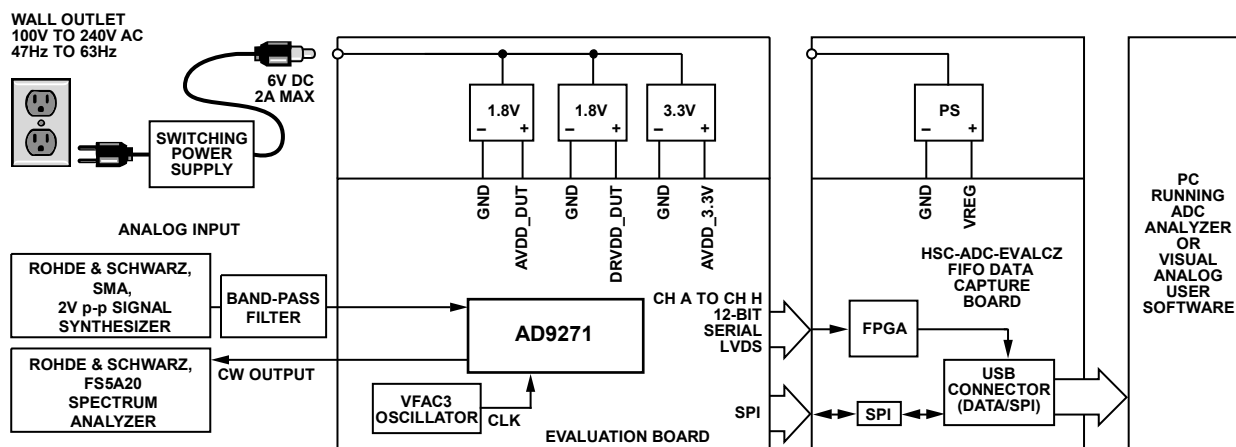 WALL OUTLET
100V TO 240V AC
47Hz TO 63Hz
6V DC
2A MAX
SWITCHING
POWER
SUPPLY
1.8V
– +
1.8V
– +
3.3V
– +
PS
– +
GND
AVDD_DUT
GND
DRVDD_DUT
GND
AVDD_3.3V
GND
VREG
ANALOG INPUT
ROHDE & SCHWARZ,
SMA,
2V p-p SIGNAL
SYNTHESIZER
BAND-PASS
FILTER
ROHDE & SCHWARZ,
FS5A20
SPECTRUM
ANALYZER
CW OUTPUT
AD9271
VFAC3
OSCILLATOR
CLK
EVALUATION BOARD
CH A TO CH H
12-BIT
SERIAL
LVDS
SPI
HSC-ADC-EVALCZ
FIFO DATA
CAPTURE
BOARD
FPGA
SPI
USB
CONNECTOR
(DATA/SPI)
PC
RUNNING
ADC
ANALYZER
OR
VISUAL
ANALOG
USER
SOFTWARE